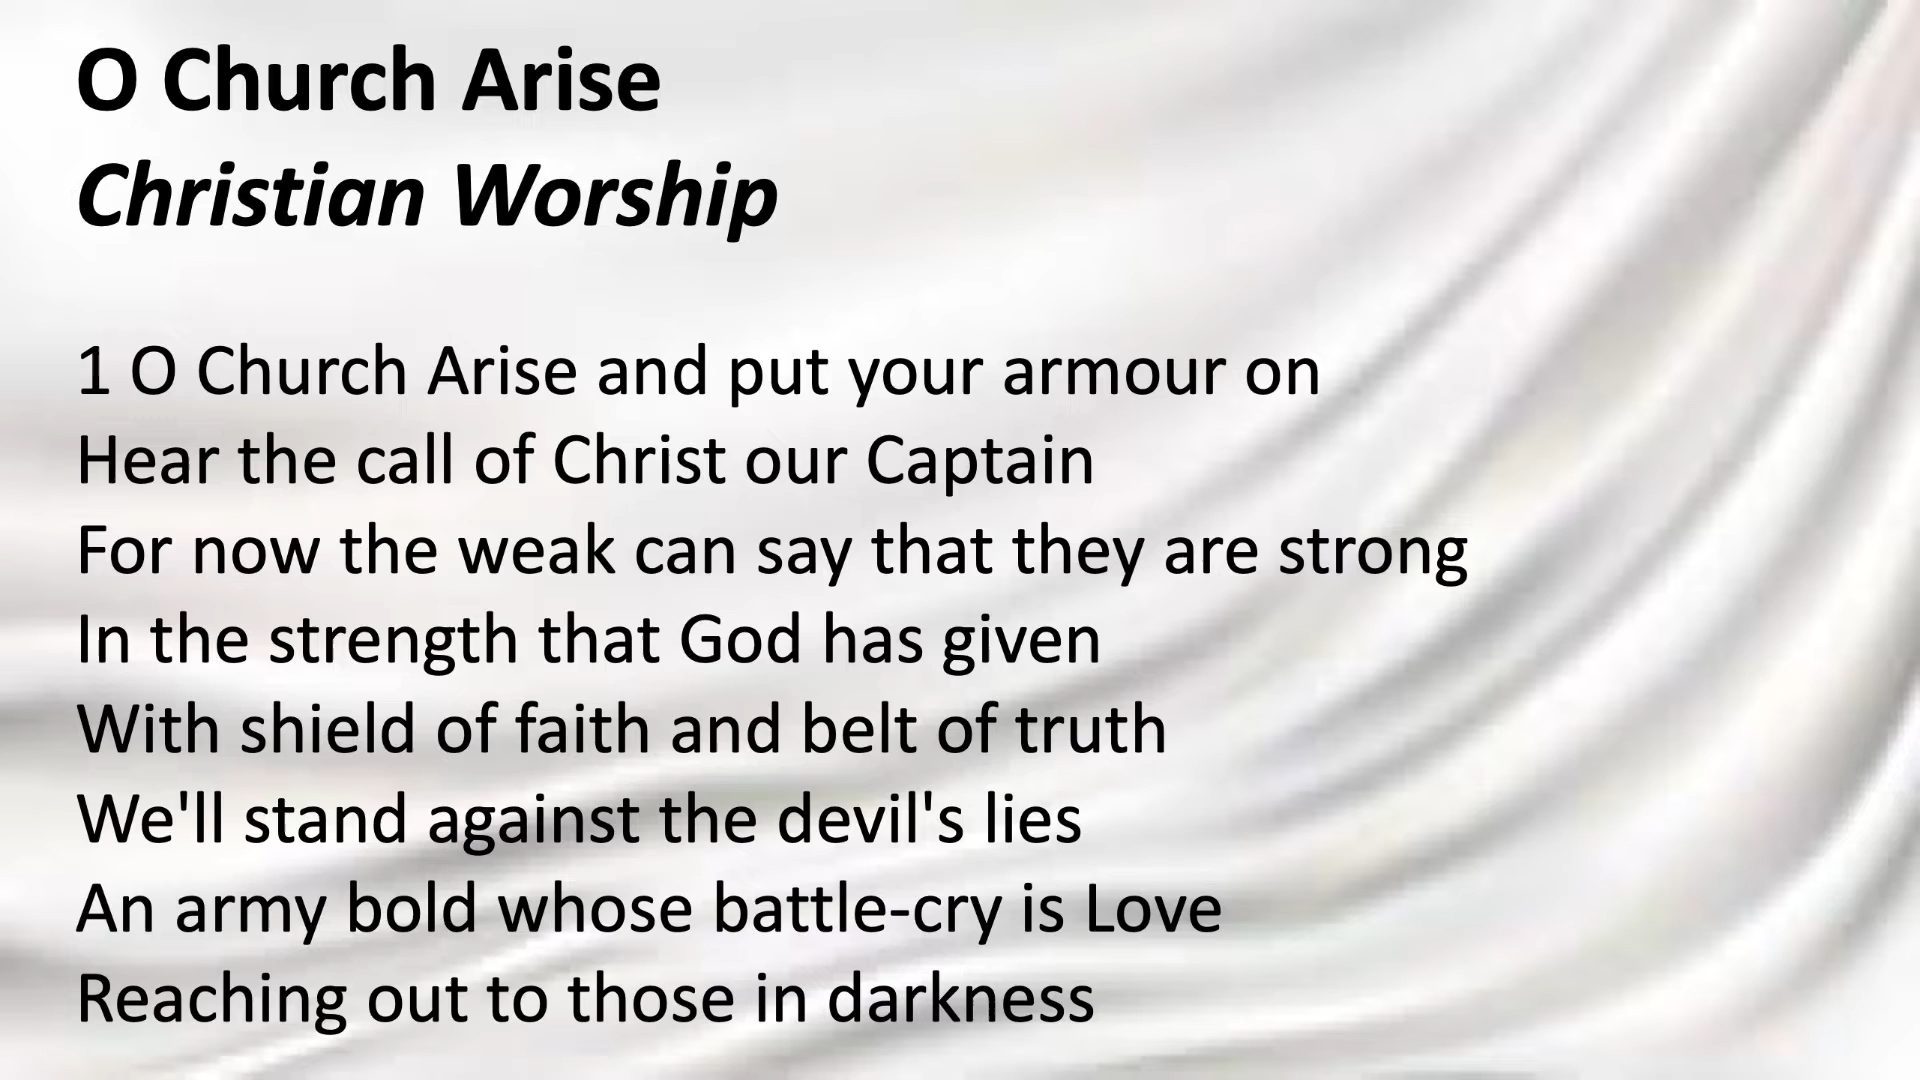 O Church Arise
Christian Worship
1 O Church Arise and put your armour on
Hear the call of Christ our Captain
For now the weak can say that they are strong
In the strength that God has given
With shield of faith and belt of truth
We'll stand against the devil's lies
An army bold whose battle-cry is Love
Reaching out to those in darkness